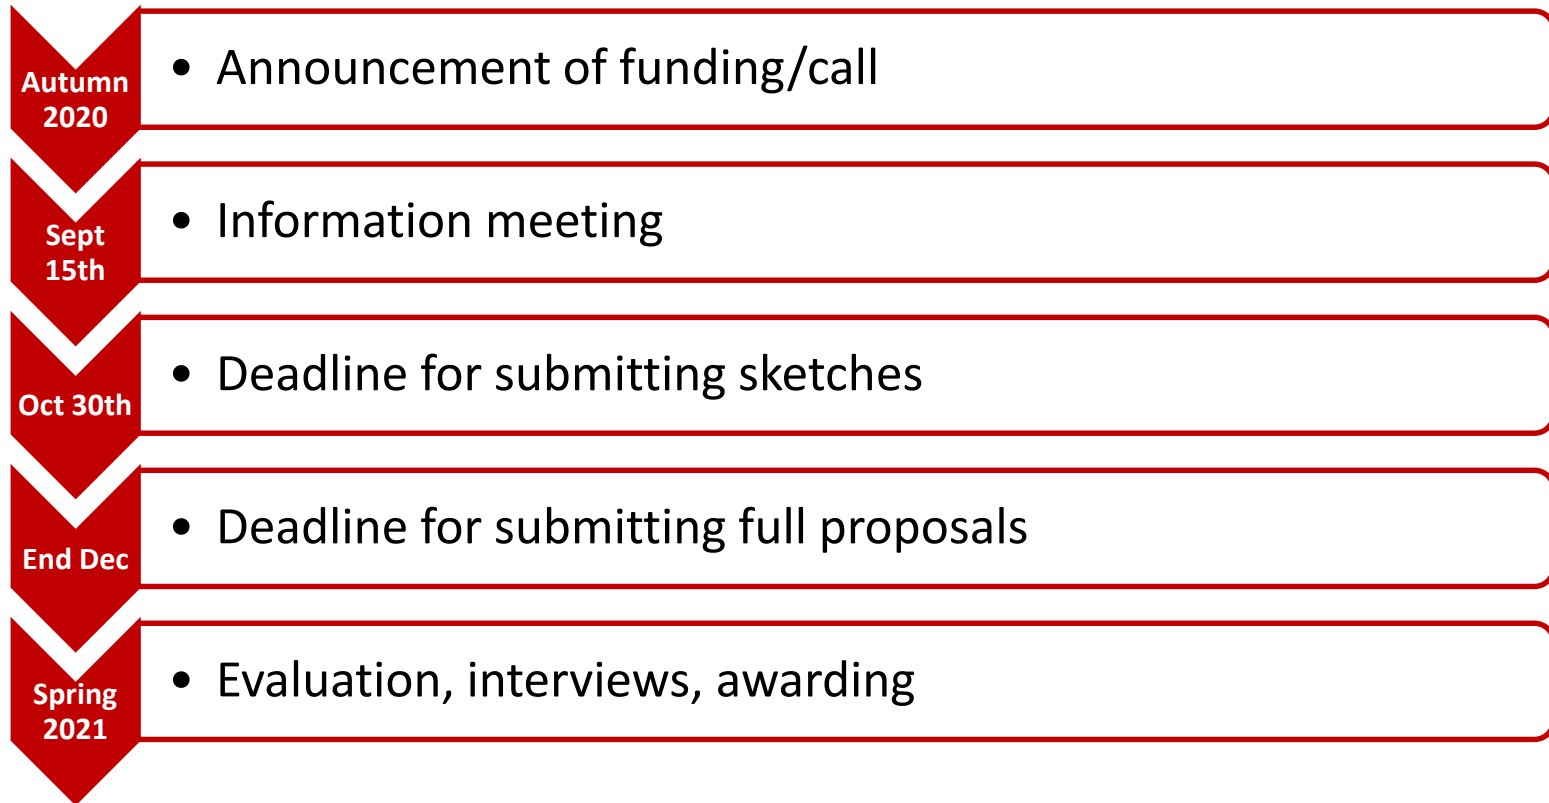 Autumn
2020
• Announcement of funding/call
Sept
15th
• Information meeting
Oct 30th
• Deadline for submitting sketches
End Dec
• Deadline for submitting full proposals
Spring
2021
• Evaluation, interviews, awarding